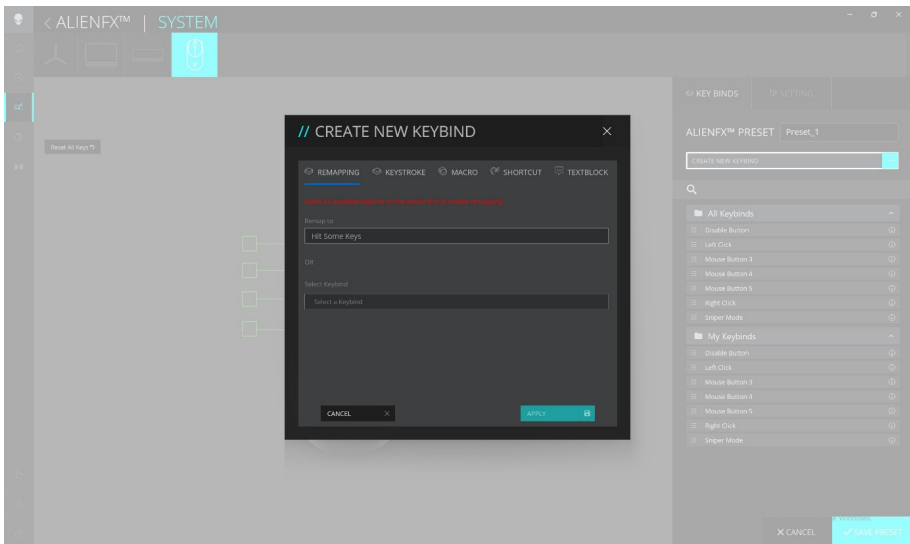 < ALIENFX™ | SYSTEM
KEY BINDS SETTING
ALIENFX™ PRESET Preset_1
Reset All Keys
CREATE NEW KEYBIND
// CREATE NEW KEYBIND
REMAPPING KEYSTROKE MACRO SHORTCUT TEXTBLOCK
Remap to
Hit Some Keys
OR
Select Keybind
Select a Keybind
CANCEL
APPLY
All Keybinds
Disable Button
Left Click
Mouse Button 3
Mouse Button 4
Mouse Button 5
Right Click
Sniper Mode
My Keybinds
Disable Button
Left Click
Mouse Button 3
Mouse Button 4
Mouse Button 5
Right Click
Sniper Mode
CANCEL
SAVE PRESET